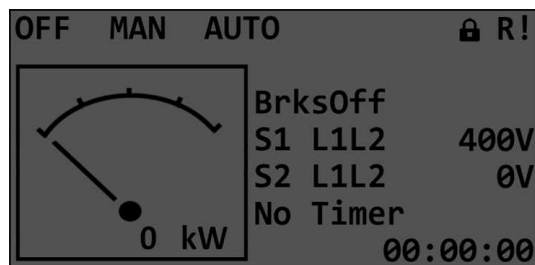 OFF MAN AUTO R!
BrksOff
S1 L1L2 400V
S2 L1L2 0V
No Timer
0 kW 00:00:00